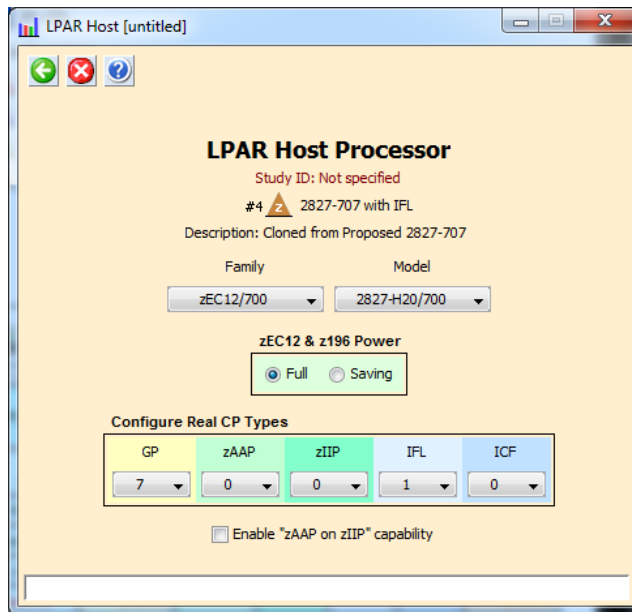 LPAR Host [untitled]
LPAR Host Processor
Study ID: Not specified
#4 z 2827-707 with IFL
Description: Cloned from Proposed 2827-707
Family Model
zEC12/700 2827-H20/700
zEC12 & z196 Power
Full Saving
Configure Real CP Types
GP zAAP zIIP IFL ICF
7 0 0 1 0
Enable "zAAP on zIIP" capability